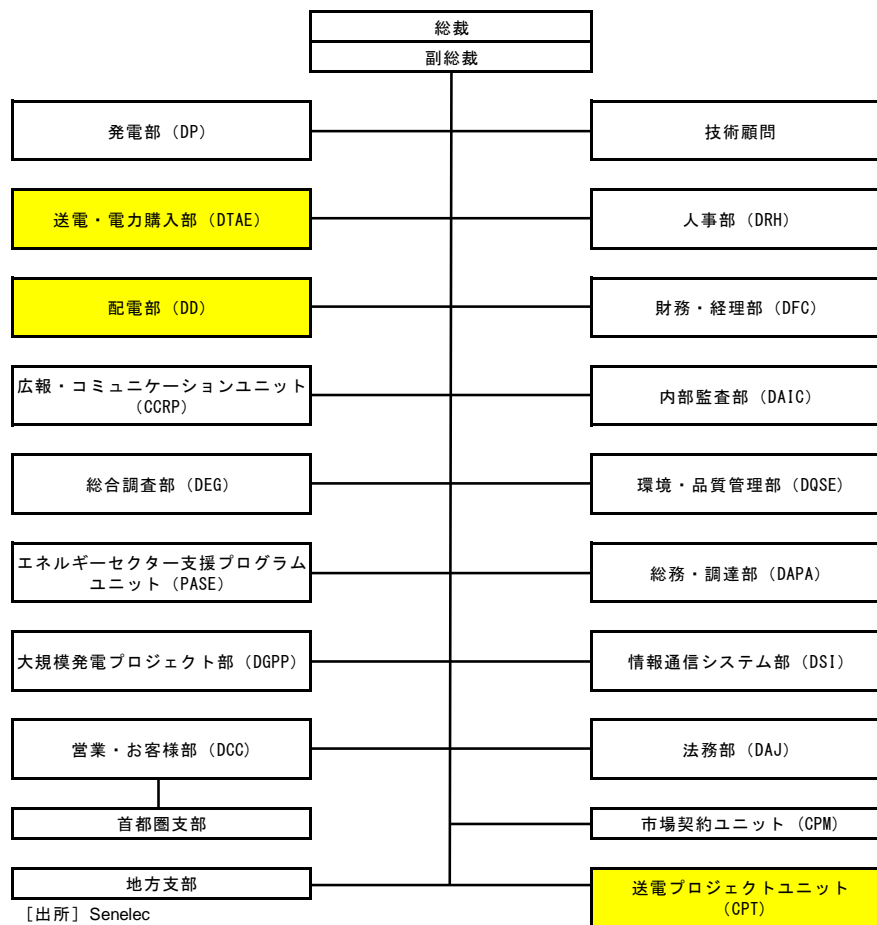 総裁
副総裁
発電部（DP）
技術顧問
送電・電力購入部（DTAE）
人事部（DRH）
配電部（DD）
財務・経理部（DFC）
広報・コミュニケーションユニット
（CCRP）
内部監査部（DAIC）
総合調査部（DEG）
環境・品質管理部（DQSE）
エネルギーセクター支援プログラム
ユニット（PASE）
総務・調達部（DAPA）
大規模発電プロジェクト部（DGPP）
情報通信システム部（DSI）
営業・お客様部（DCC）
法務部（DAJ）
首都圏支部
市場契約ユニット（CPM）
地方支部
送電プロジェクトユニット
（CPT）
［出所］Senelec